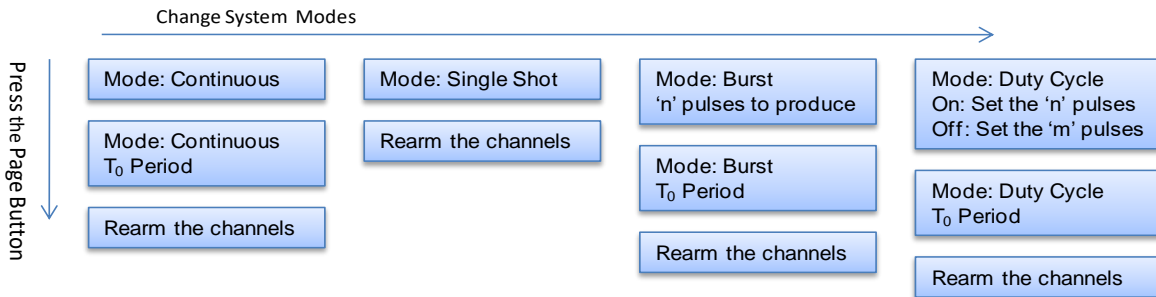 Change System Modes
Press the Page Button
Mode: Continuous
Mode: Continuous
T₀ Period
Rearm the channels
Mode: Single Shot
Rearm the channels
Mode: Burst
‘n’ pulses to produce
Mode: Burst
T₀ Period
Rearm the channels
Mode: Duty Cycle
On: Set the ‘n’ pulses
Off: Set the ‘m’ pulses
Mode: Duty Cycle
T₀ Period
Rearm the channels